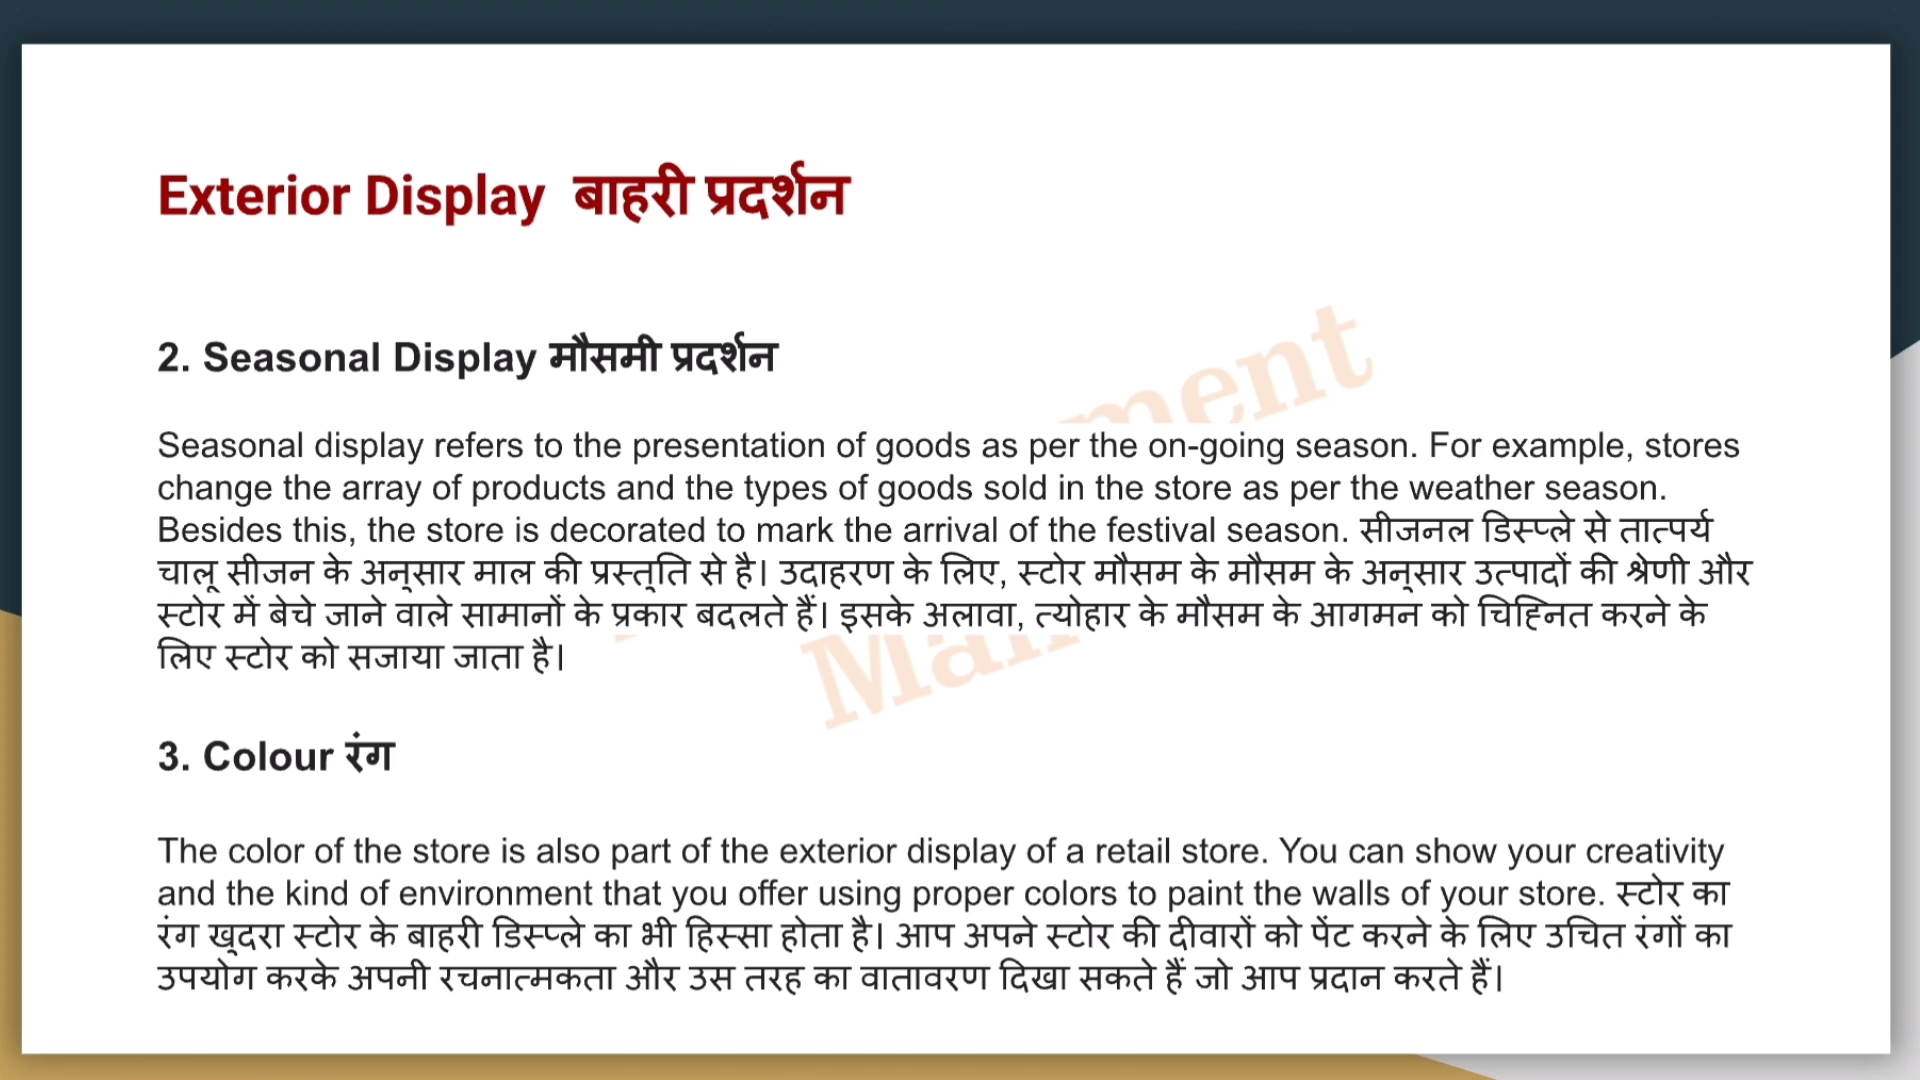 Exterior Display बाहरी प्रदर्शन
2. Seasonal Display मौसमी प्रदर्शन
Seasonal display refers to the presentation of goods as per the on-going season. For example, stores
change the array of products and the types of goods sold in the store as per the weather season.
Besides this, the store is decorated to mark the arrival of the festival season. सीजनल डिस्प्ले से तात्पर्य
चालू सीजन के अनुसार माल की प्रस्तुति से है। उदाहरण के लिए, स्टोर मौसम के मौसम के अनुसार उत्पादों की श्रेणी और
स्टोर में बेचे जाने वाले सामानों के प्रकार बदलते हैं। इसके अलावा, त्योहार के मौसम के आगमन को चिह्नित करने के
लिए स्टोर को सजाया जाता है।
3. Colour रंग
The color of the store is also part of the exterior display of a retail store. You can show your creativity
and the kind of environment that you offer using proper colors to paint the walls of your store. स्टोर का
रंग खुदरा स्टोर के बाहरी डिस्प्ले का भी हिस्सा होता है। आप अपने स्टोर की दीवारों को पेंट करने के लिए उचित रंगों का
उपयोग करके अपनी रचनात्मकता और उस तरह का वातावरण दिखा सकते हैं जो आप प्रदान करते हैं।